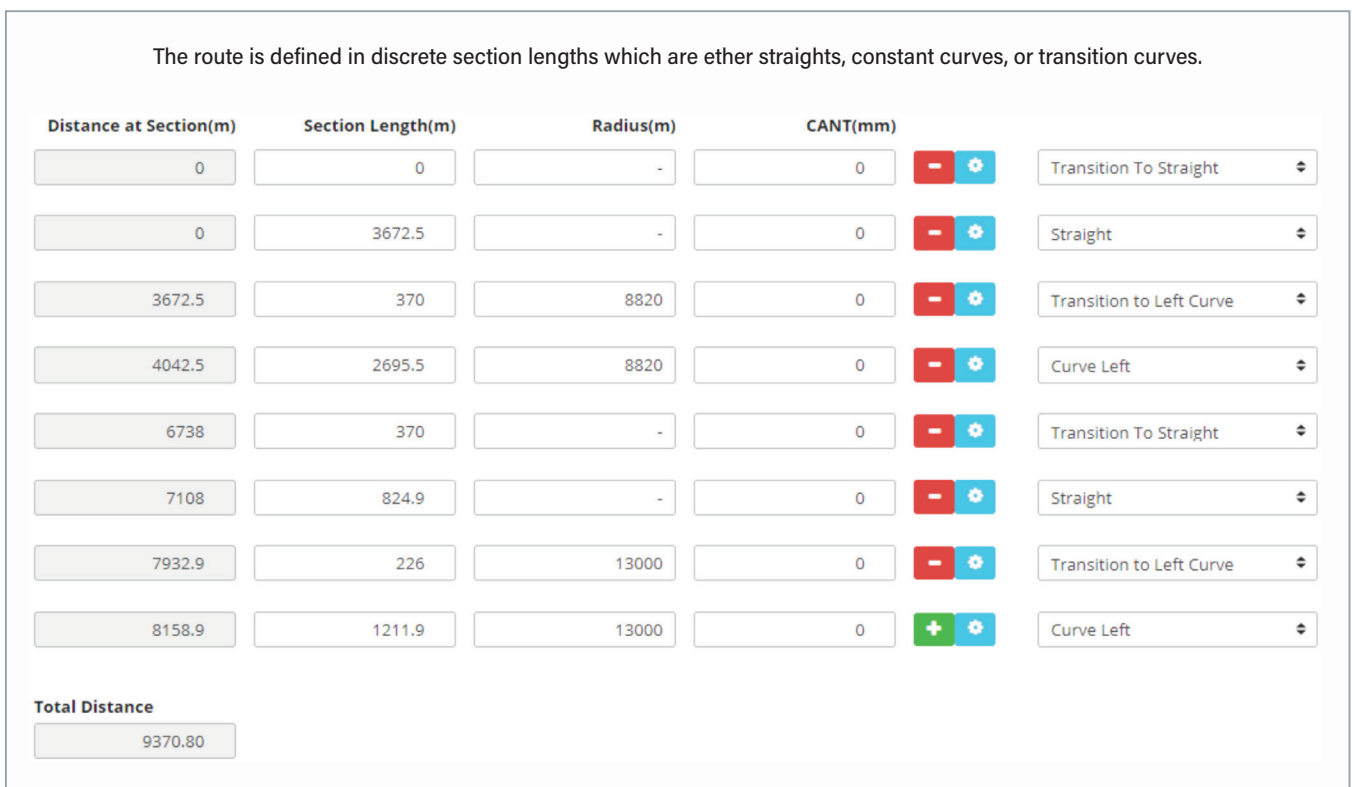 The route is defined in discrete section lengths which are ether straights, constant curves, or transition curves.
Distance at Section(m) Section Length(m) Radius(m) CANT(mm)
0 0 - 0 Transition To Straight
0 3672.5 - 0 Straight
3672.5 370 8820 0 Transition to Left Curve
4042.5 2695.5 8820 0 Curve Left
6738 370 - 0 Transition To Straight
7108 824.9 - 0 Straight
7932.9 226 13000 0 Transition to Left Curve
8158.9 1211.9 13000 0 Curve Left
Total Distance
9370.80